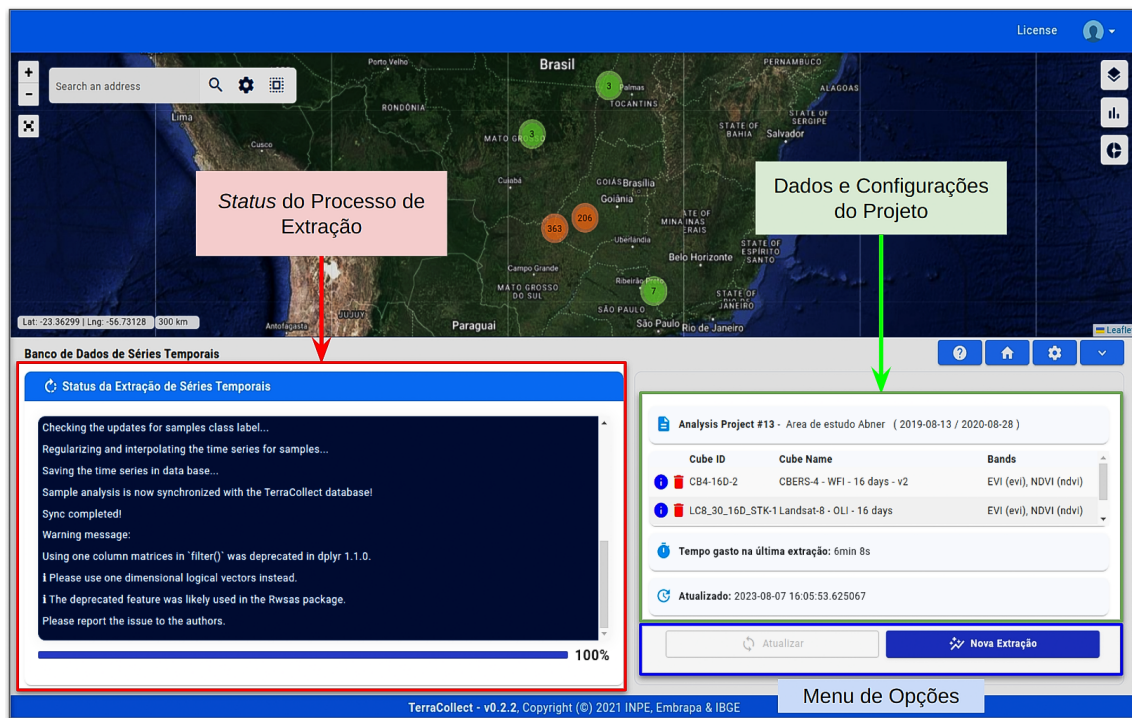 License
Search an address
Porto Velho
Brasil
PERNAMBUCO
3
Palmas
ALAGOAS
RONDÔNIA
TOCANTINS
STATE OF
SERGIPE
Lima
STATE OF
BAHIA
Salvador
MATO
3
Cusco
Status do Processo de
Extração
Dados e Configurações
do Projeto
Cuiabá
GOIÁS
Brasília
Goiânia
206
363
MINAS
Uberlândia
STATE OF
ESPÍRITO
SANTO
Belo Horizonte
Campo Grande
MATO GROSSO
DO SUL
Ribeirão Preto
7
STATE OF
JANEIRO
SÃO PAULO
São Paulo
Rio de Janeiro
JUJUY
Antofagasta
Paraguai
Lat: -23.36299 | Lng: -56.73128
300 km
Leafle
Banco de Dados de Séries Temporais
Status da Extração de Séries Temporais
Checking the updates for samples class label...
Regularizing and interpolating the time series for samples...
Saving the time series in data base...
Sample analysis is now synchronized with the TerraCollect database!
Sync completed!
Warning message:
Using one column matrices in `filter()` was deprecated in dplyr 1.1.0.
ℹ Please use one dimensional logical vectors instead.
ℹ The deprecated feature was likely used in the Rwsas package.
Please report the issue to the authors.
100%
Analysis Project #13 - Area de estudo Abner ( 2019-08-13 / 2020-08-28 )
Cube ID Cube Name Bands
CB4-16D-2 CBERS-4 - WFI - 16 days - v2 EVI (evi), NDVI (ndvi)
LC8_30_16D_STK-1 Landsat-8 - OLI - 16 days EVI (evi), NDVI (ndvi)
Tempo gasto na última extração: 6min 8s
Atualizado: 2023-08-07 16:05:53.625067
Atualizar
Nova Extração
Menu de Opções
TerraCollect - v0.2.2, Copyright (©) 2021 INPE, Embrapa & IBGE